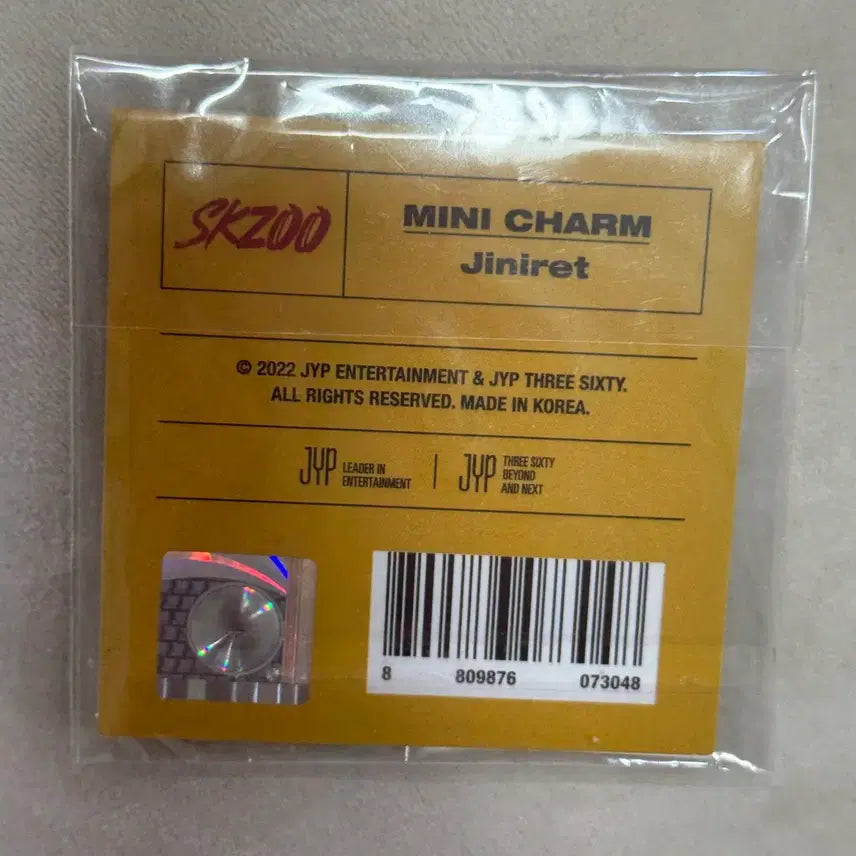 SKZOO
MINI CHARM
Jiniret
© 2022 JYP ENTERTAINMENT & JYP THREE SIXTY.
ALL RIGHTS RESERVED. MADE IN KOREA.
JYP LEADER IN
ENTERTAINMENT
JYP THREE SIXTY
BEYOND
AND NEXT
8 809876 073048